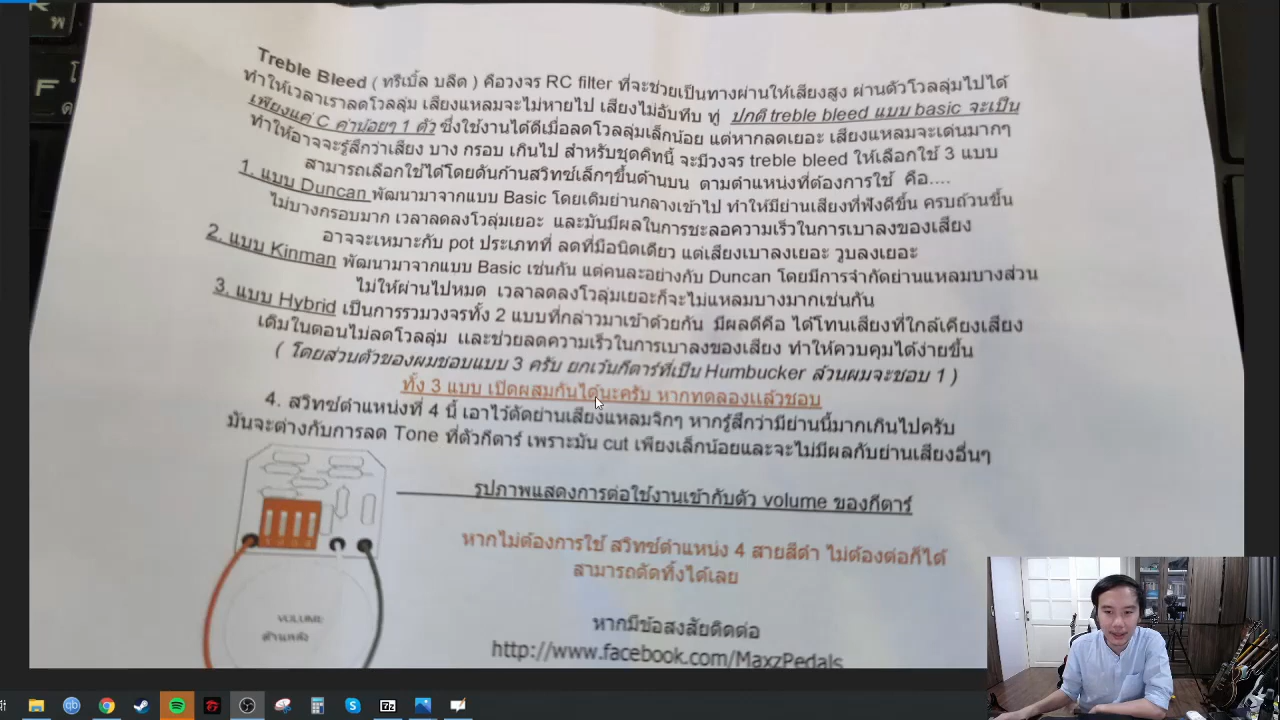 Treble Bleed ( ทรีเบิ้ล บลีด ) คือวงจร RC filter ที่จะช่วยเป็นทางผ่านให้เสียงสูง ผ่านตัวโวลลุ่มไปได้
ทำให้เวลาเราลดโวลลุ่ม เสียงแหลมจะไม่หายไป เสียงไม่อับทึบ ทู่ ปกติ treble bleed แบบ basic จะเป็น
เพียงแค่ C ค่าน้อยๆ 1 ตัว ซึ่งใช้งานได้ดีเมื่อลดโวลลุ่มเล็กน้อย แต่หากลดเยอะ เสียงแหลมจะเด่นมากๆ
ทำให้อาจจะรู้สึกว่าเสียง บาง กรอบ เกินไป สำหรับชุดคิทนี้ จะมีวงจร treble bleed ให้เลือกใช้ 3 แบบ
สามารถเลือกใช้ได้โดยดันก้านสวิทซ์เล็กๆขึ้นด้านบน ตามตำแหน่งที่ต้องการใช้ คือ....
1. แบบ Duncan พัฒนามาจากแบบ Basic โดยเติมย่านกลางเข้าไป ทำให้มีย่านเสียงที่ฟังดีขึ้น ครบถ้วนขึ้น
ไม่บางกรอบมาก เวลาลดลงโวลุ่มเยอะ และมันมีผลในการชะลอความเร็วในการเบาลงของเสียง
อาจจะเหมาะกับ pot ประเภทที่ ลดที่มือนิดเดียว แต่เสียงเบาลงเยอะ วูบลงเยอะ
2. แบบ Kinman พัฒนามาจากแบบ Basic เช่นกัน แต่คนละอย่างกับ Duncan โดยมีการจำกัดย่านแหลมบางส่วน
ไม่ให้ผ่านไปหมด เวลาลดลงโวลุ่มเยอะก็จะไม่แหลมบางมากเช่นกัน
3. แบบ Hybrid เป็นการรวมวงจรทั้ง 2 แบบที่กล่าวมาเข้าด้วยกัน มีผลดีคือ ได้โทนเสียงที่ใกล้เคียงเสียง
เดิมในตอนไม่ลดโวลลุ่ม และช่วยลดความเร็วในการเบาลงของเสียง ทำให้ควบคุมได้ง่ายขึ้น
( โดยส่วนตัวของผมชอบแบบ 3 ครับ ยกเว้นกีตาร์ที่เป็น Humbucker ล้วนผมจะชอบ 1 )
ทั้ง 3 แบบ เปิดผสมกันได้นะครับ หากทดลองแล้วชอบ
4. สวิทซ์ตำแหน่งที่ 4 นี้ เอาไว้ตัดย่านเสียงแหลมจิกๆ หากรู้สึกว่ามีย่านนี้มากเกินไปครับ
มันจะต่างกับการลด Tone ที่ตัวกีตาร์ เพราะมัน cut เพียงเล็กน้อยและจะไม่มีผลกับย่านเสียงอื่นๆ
รูปภาพแสดงการต่อใช้งานเข้ากับตัว volume ของกีตาร์
หากไม่ต้องการใช้ สวิทซ์ตำแหน่ง 4 สายสีดำ ไม่ต้องต่อก็ได้
สามารถตัดทิ้งได้เลย
VOLUME
ด้านหลัง
หากมีข้อสงสัยติดต่อ
http://www.facebook.com/MaxzPedals